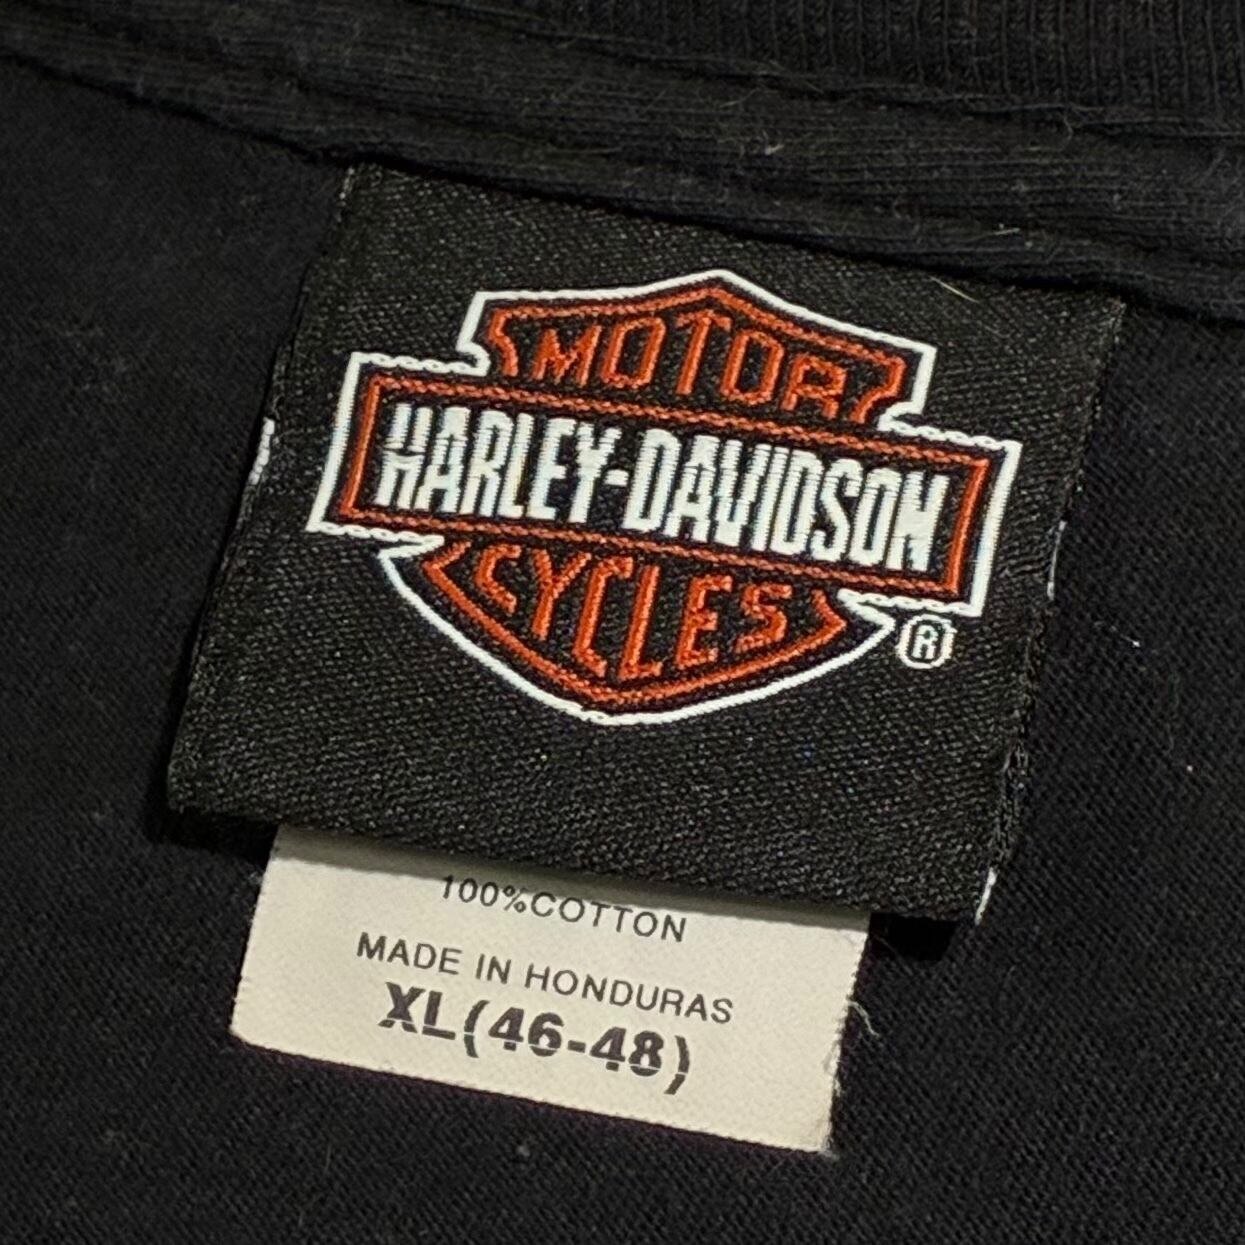 MOTOR
HARLEY-DAVIDSON
CYCLES
®
100%COTTON
MADE IN HONDURAS
XL(46-48)